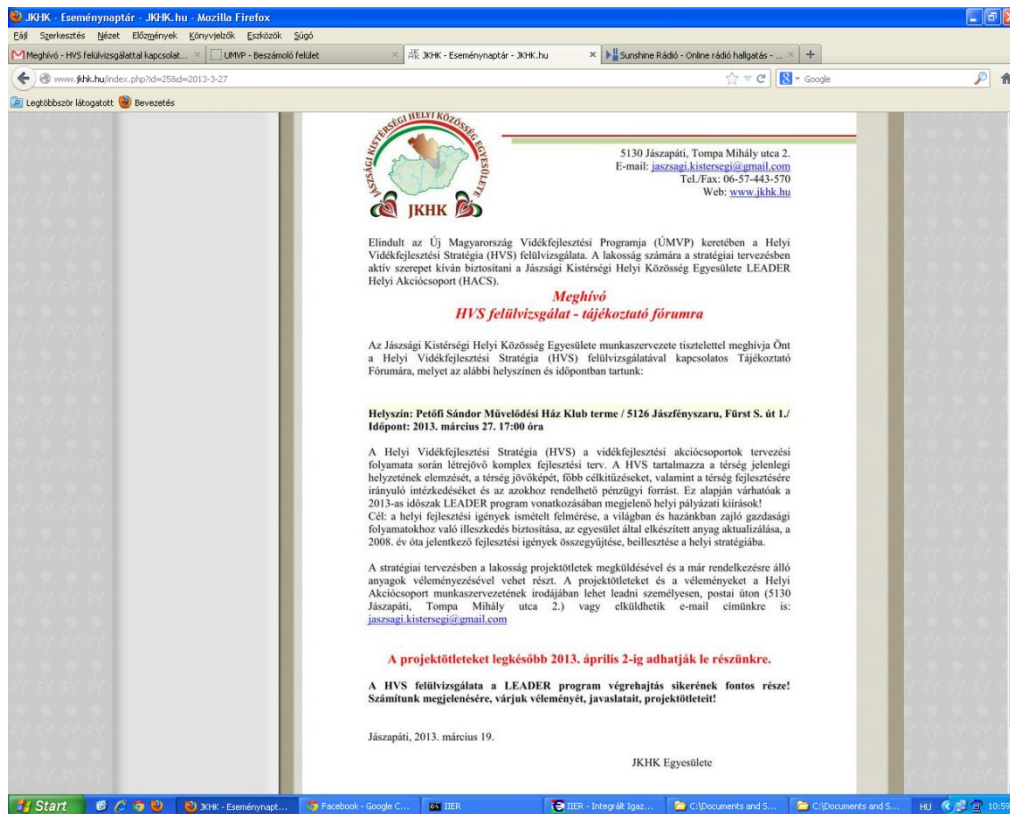 JKHK - Eseménynaptár - JKHK.hu - Mozilla Firefox
Fájl Szerkesztés Nézet Előzmények Könyvjelzők Eszközök Súgó
Meghívó - HVS felülvizsgálattal kapcsolat... UMVP - Beszámoló felület JKHK - Eseménynaptár - JKHK.hu Sunshine Rádió - Online rádió hallgatás - ...
www.jkhk.hu/index.php?id=25&d=2013-3-27 Google
Legtöbbször látogatott Bevezetés
JÁSZSÁGI KISTÉRSÉGI HELYI KÖZÖSSÉG EGYESÜLETE
JKHK
5130 Jászapáti, Tompa Mihály utca 2.
E-mail: jaszsagi.kistersegi@gmail.com
Tel./Fax: 06-57-443-570
Web: www.jkhk.hu
Elindult az Új Magyarország Vidékfejlesztési Programja (ÚMVP) keretében a Helyi
Vidékfejlesztési Stratégia (HVS) felülvizsgálata. A lakosság számára a stratégiai tervezésben
aktív szerepet kíván biztosítani a Jászsági Kistérségi Helyi Közösség Egyesülete LEADER
Helyi Akciócsoport (HACS).
Meghívó
HVS felülvizsgálat - tájékoztató fórumra
Az Jászsági Kistérségi Helyi Közösség Egyesülete munkaszervezete tisztelettel meghívja Önt
a Helyi Vidékfejlesztési Stratégia (HVS) felülvizsgálatával kapcsolatos Tájékoztató
Fórumára, melyet az alábbi helyszínen és időpontban tartunk:
Helyszín: Petőfi Sándor Művelődési Ház Klub terme / 5126 Jászfényszaru, Fürst S. út 1./
Időpont: 2013. március 27. 17:00 óra
A Helyi Vidékfejlesztési Stratégia (HVS) a vidékfejlesztési akciócsoportok tervezési
folyamata során létrejövő komplex fejlesztési terv. A HVS tartalmazza a térség jelenlegi
helyzetének elemzését, a térség jövőképét, főbb célkitűzéseket, valamint a térség fejlesztésére
irányuló intézkedéseket és az azokhoz rendelhető pénzügyi forrást. Ez alapján várhatóak a
2013-as időszak LEADER program vonatkozásában megjelenő helyi pályázati kiírások!
Cél: a helyi fejlesztési igények ismételt felmérése, a világban és hazánkban zajló gazdasági
folyamatokhoz való illeszkedés biztosítása, az egyesület által elkészített anyag aktualizálása, a
2008. év óta jelentkező fejlesztési igények összegyűjtése, beillesztése a helyi stratégiába.
A stratégiai tervezésben a lakosság projektötletek megküldésével és a már rendelkezésre álló
anyagok véleményezésével vehet részt. A projektötleteket és a véleményeket a Helyi
Akciócsoport munkaszervezetének irodájában lehet leadni személyesen, postai úton (5130
Jászapáti, Tompa Mihály utca 2.) vagy elküldhetik e-mail címünkre is:
jaszsagi.kistersegi@gmail.com
A projektötleteket legkésőbb 2013. április 2-ig adhatják le részünkre.
A HVS felülvizsgálata a LEADER program végrehajtás sikerének fontos része!
Számítunk megjelenésére, várjuk véleményét, javaslatait, projektötleteit!
Jászapáti, 2013. március 19.
JKHK Egyesülete
Start JKHK - Eseménynapt... Facebook - Google C... IIER IIER - Integrált Igaz... C:\Documents and S... C:\Documents and S... HU 10:59